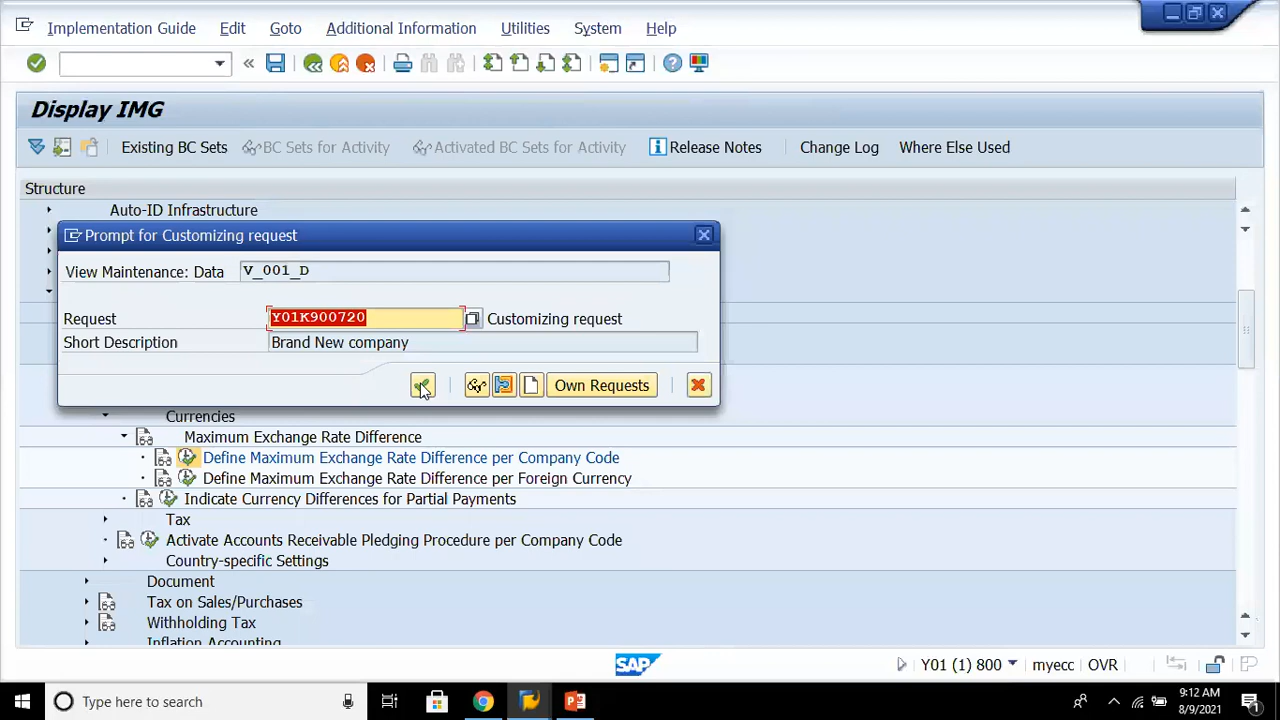 Implementation Guide Edit Goto Additional Information Utilities System Help
«
Display IMG
Existing BC Sets BC Sets for Activity Activated BC Sets for Activity Release Notes Change Log Where Else Used
Structure
Auto-ID Infrastructure
Prompt for Customizing request
View Maintenance: Data V_001_D
Request Y01K900720 Customizing request
Short Description Brand New company
Own Requests
Currencies
Maximum Exchange Rate Difference
Define Maximum Exchange Rate Difference per Company Code
Define Maximum Exchange Rate Difference per Foreign Currency
Indicate Currency Differences for Partial Payments
Tax
Activate Accounts Receivable Pledging Procedure per Company Code
Country-specific Settings
Document
Tax on Sales/Purchases
Withholding Tax
Inflation Accounting
SAP Y01 (1) 800 myecc OVR
Type here to search
9:12 AM
8/9/2021
1